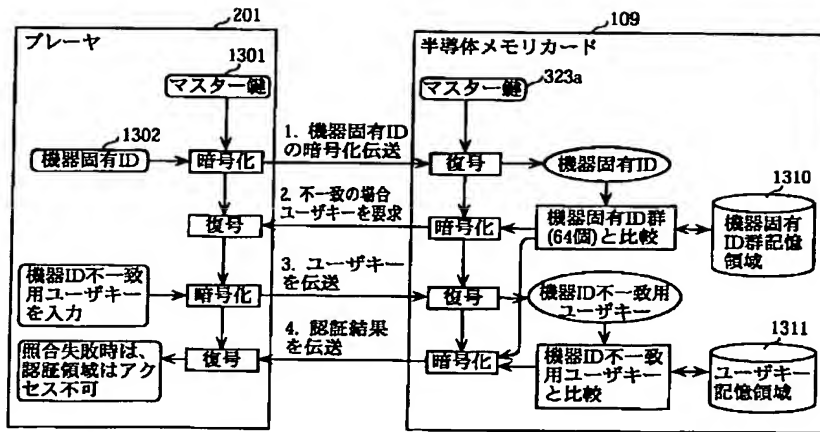 201
プレーヤ
1301
マスター鍵
1302
機器固有ID
暗号化
復号
機器ID不一致
用ユーザキー
を入力
暗号化
照合失敗時は、
認証領域はアク
セス不可
復号
1. 機器固有ID
の暗号化伝送
2. 不一致の場合
ユーザキーを要求
3. ユーザキー
を伝送
4. 認証結果
を伝送
109
半導体メモリカード
マスター鍵
323a
復号
機器固有ID
暗号化
機器固有ID群
(64個)と比較
1310
機器固有
ID群記憶
領域
復号
機器ID不一致用
ユーザキー
暗号化
機器ID不一致
用ユーザキー
と比較
1311
ユーザキー
記憶領域